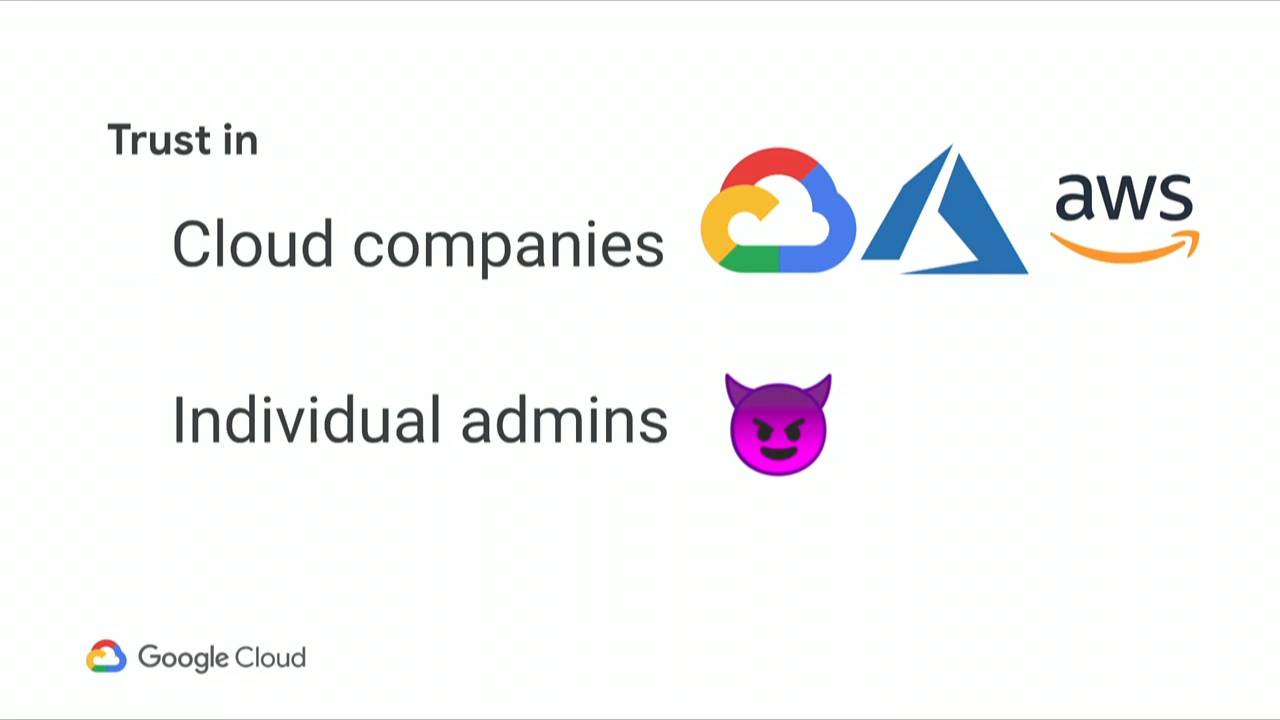 Trust in
Cloud companies
aws
Individual admins
Google Cloud